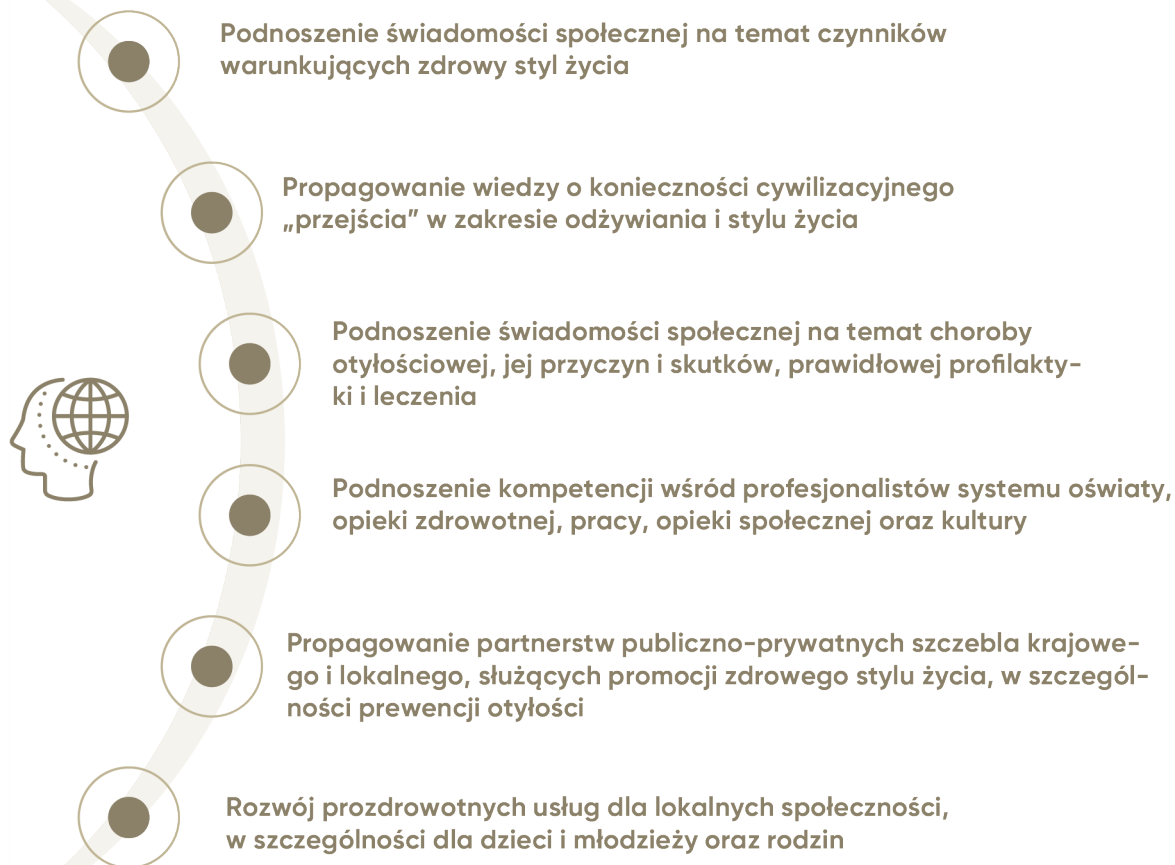 Podnoszenie świadomości społecznej na temat czynników
warunkujących zdrowy styl życia
Propagowanie wiedzy o konieczności cywilizacyjnego
„przejścia” w zakresie odżywiania i stylu życia
Podnoszenie świadomości społecznej na temat choroby
otyłościowej, jej przyczyn i skutków, prawidłowej profilakty-
ki i leczenia
Podnoszenie kompetencji wśród profesjonalistów systemu oświaty,
opieki zdrowotnej, pracy, opieki społecznej oraz kultury
Propagowanie partnerstw publiczno-prywatnych szczebla krajowe-
go i lokalnego, służących promocji zdrowego stylu życia, w szczegól-
ności prewencji otyłości
Rozwój prozdrowotnych usług dla lokalnych społeczności,
w szczególności dla dzieci i młodzieży oraz rodzin